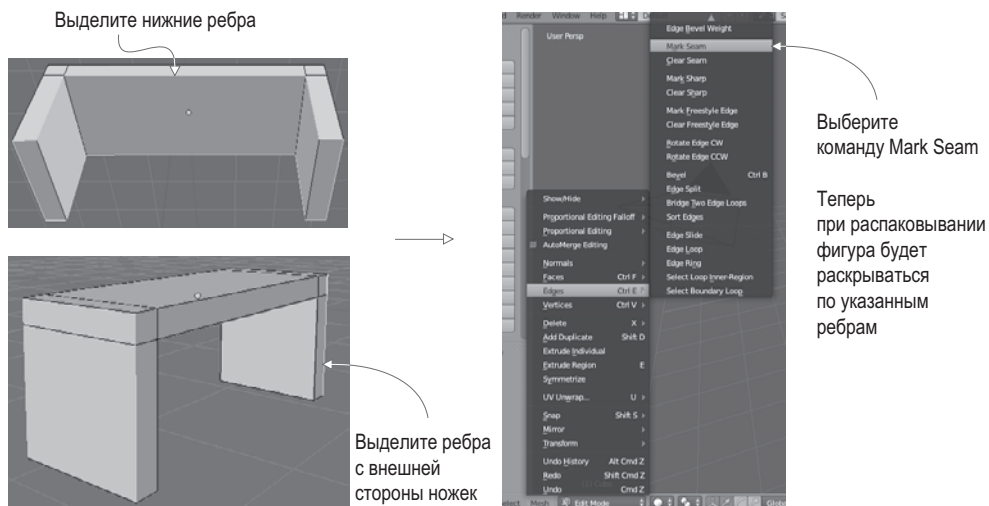 Выделите нижние ребра
Выделите ребра
с внешней
стороны ножек
Render Window Help
User Persp
Edge Bevel Weight
Mark Seam
Clear Seam
Mark Sharp
Clear Sharp
Mark Freestyle Edge
Clear Freestyle Edge
Rotate Edge CW
Rotate Edge CCW
Bevel Ctrl B
Edge Split
Bridge Two Edge Loops
Sort Edges
Edge Slide
Edge Loop
Edge Ring
Select Loop Inner-Region
Select Boundary Loop
Show/Hide
Proportional Editing Falloff
Proportional Editing
AutoMerge Editing
Normals
Faces Ctrl F
Edges Ctrl E
Vertices Ctrl V
Delete X
Add Duplicate Shift D
Extrude Individual
Extrude Region E
Symmetrize
UV Unwrap... U
Snap Shift S
Mirror
Transform
Undo History Alt Cmd Z
Redo Shift Cmd Z
Undo Cmd Z
Mesh Edit Mode
Выберите
команду Mark Seam
Теперь
при распаковывании
фигура будет
раскрываться
по указанным
ребрам